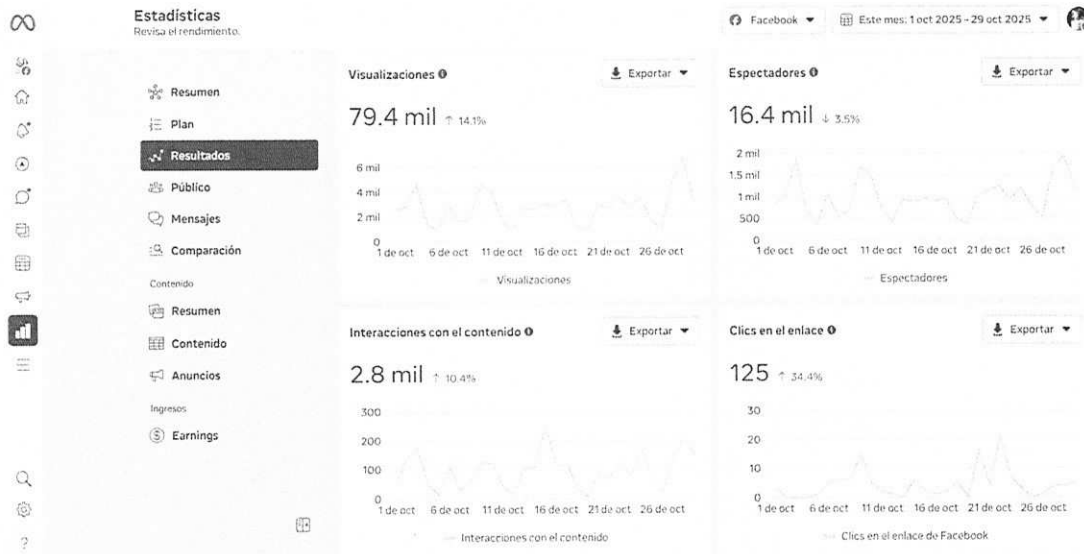 Estadísticas
Revisa el rendimiento.
Facebook
Este mes: 1 oct 2025 - 29 oct 2025
Resumen
Plan
Resultados
Público
Mensajes
Comparación
Contenido
Resumen
Contenido
Anuncios
Ingresos
Earnings
Visualizaciones
Exportar
79.4 mil ↑ 14.1%
6 mil
4 mil
2 mil
0
1 de oct 6 de oct 11 de oct 16 de oct 21 de oct 26 de oct
Visualizaciones
Espectadores
Exportar
16.4 mil ↓ 3.5%
2 mil
1.5 mil
1 mil
500
0
1 de oct 6 de oct 11 de oct 16 de oct 21 de oct 26 de oct
Espectadores
Interacciones con el contenido
Exportar
2.8 mil ↑ 10.4%
300
200
100
0
1 de oct 6 de oct 11 de oct 16 de oct 21 de oct 26 de oct
Interacciones con el contenido
Clics en el enlace
Exportar
125 ↑ 34.4%
30
20
10
0
1 de oct 6 de oct 11 de oct 16 de oct 21 de oct 26 de oct
Clics en el enlace de Facebook